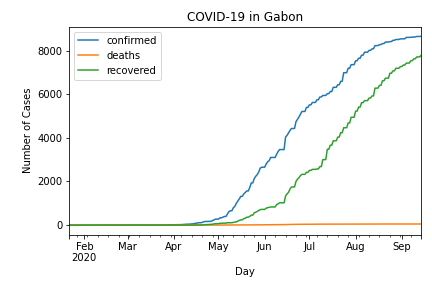 COVID-19 in Gabon
confirmed
deaths
recovered
Number of Cases
8000
6000
4000
2000
0
Feb Mar Apr May Jun Jul Aug Sep
2020
Day